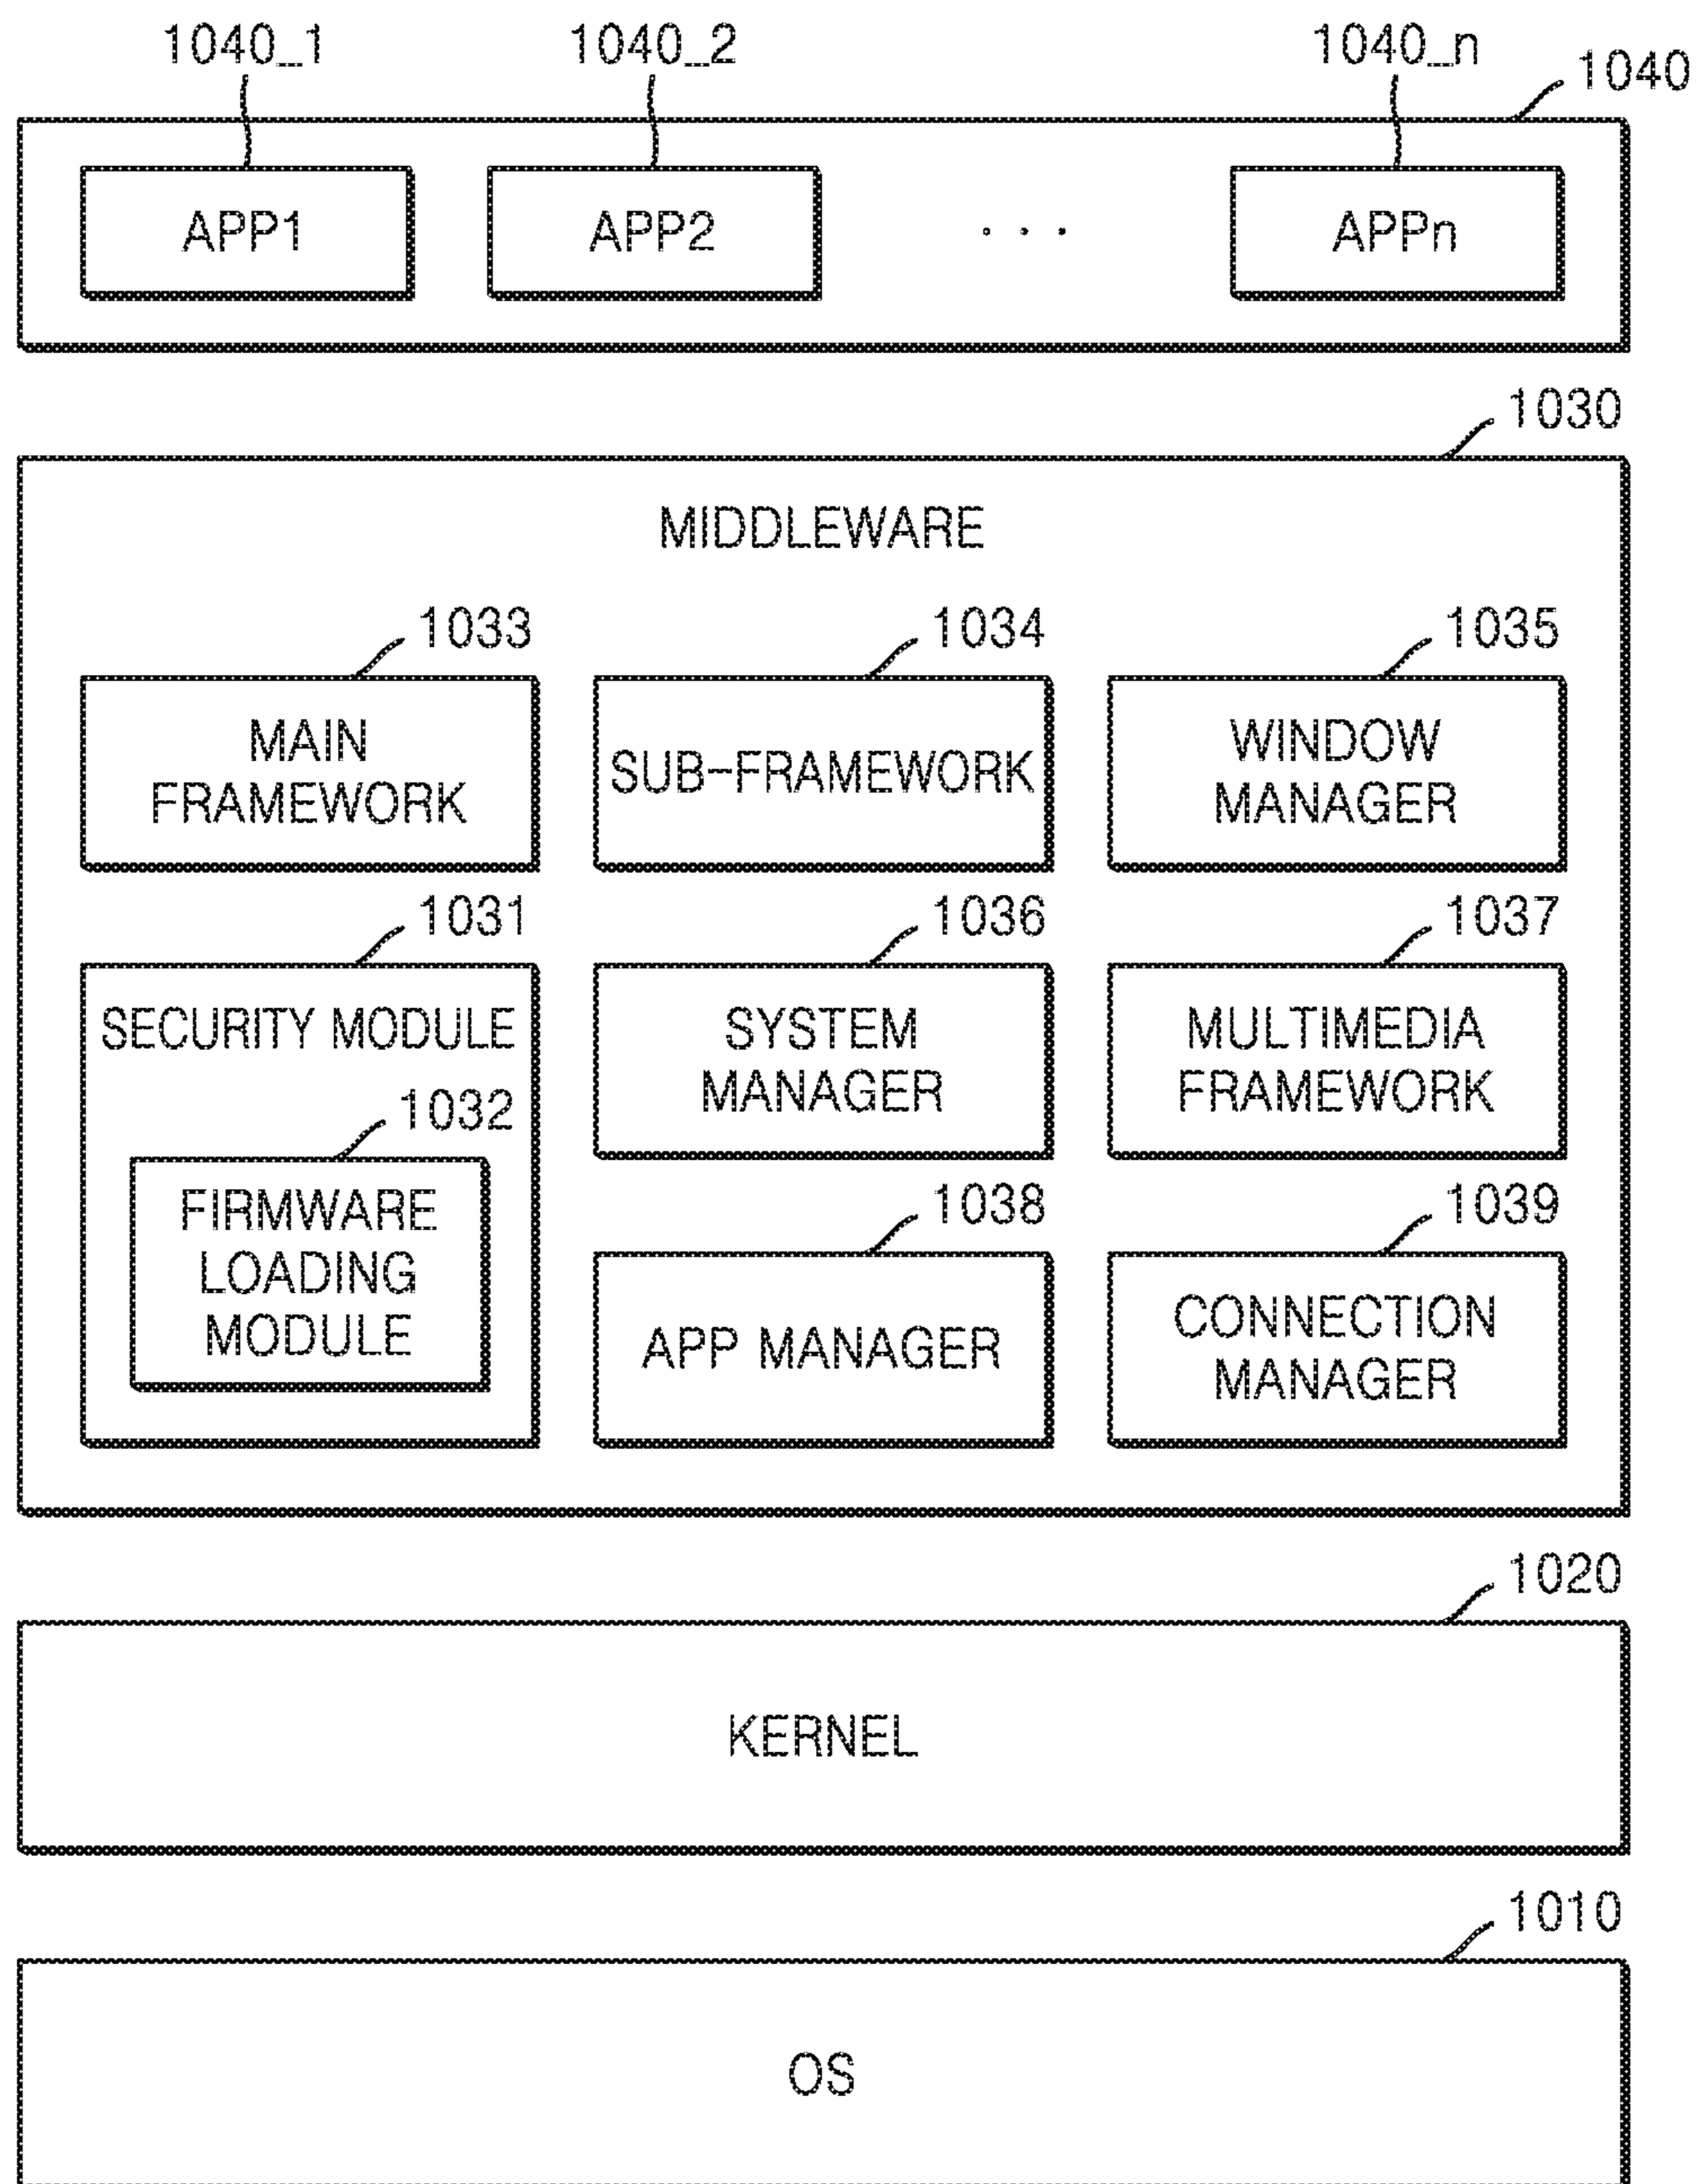 1040_1
1040_2
1040_n
1040
APP1
APP2
. . .
APPn
1030
MIDDLEWARE
1033
1034
1035
MAIN
FRAMEWORK
SUB-FRAMEWORK
WINDOW
MANAGER
1031
1036
1037
SECURITY MODULE
SYSTEM
MANAGER
MULTIMEDIA
FRAMEWORK
1032
FIRMWARE
LOADING
MODULE
1038
1039
APP MANAGER
CONNECTION
MANAGER
1020
KERNEL
1010
OS